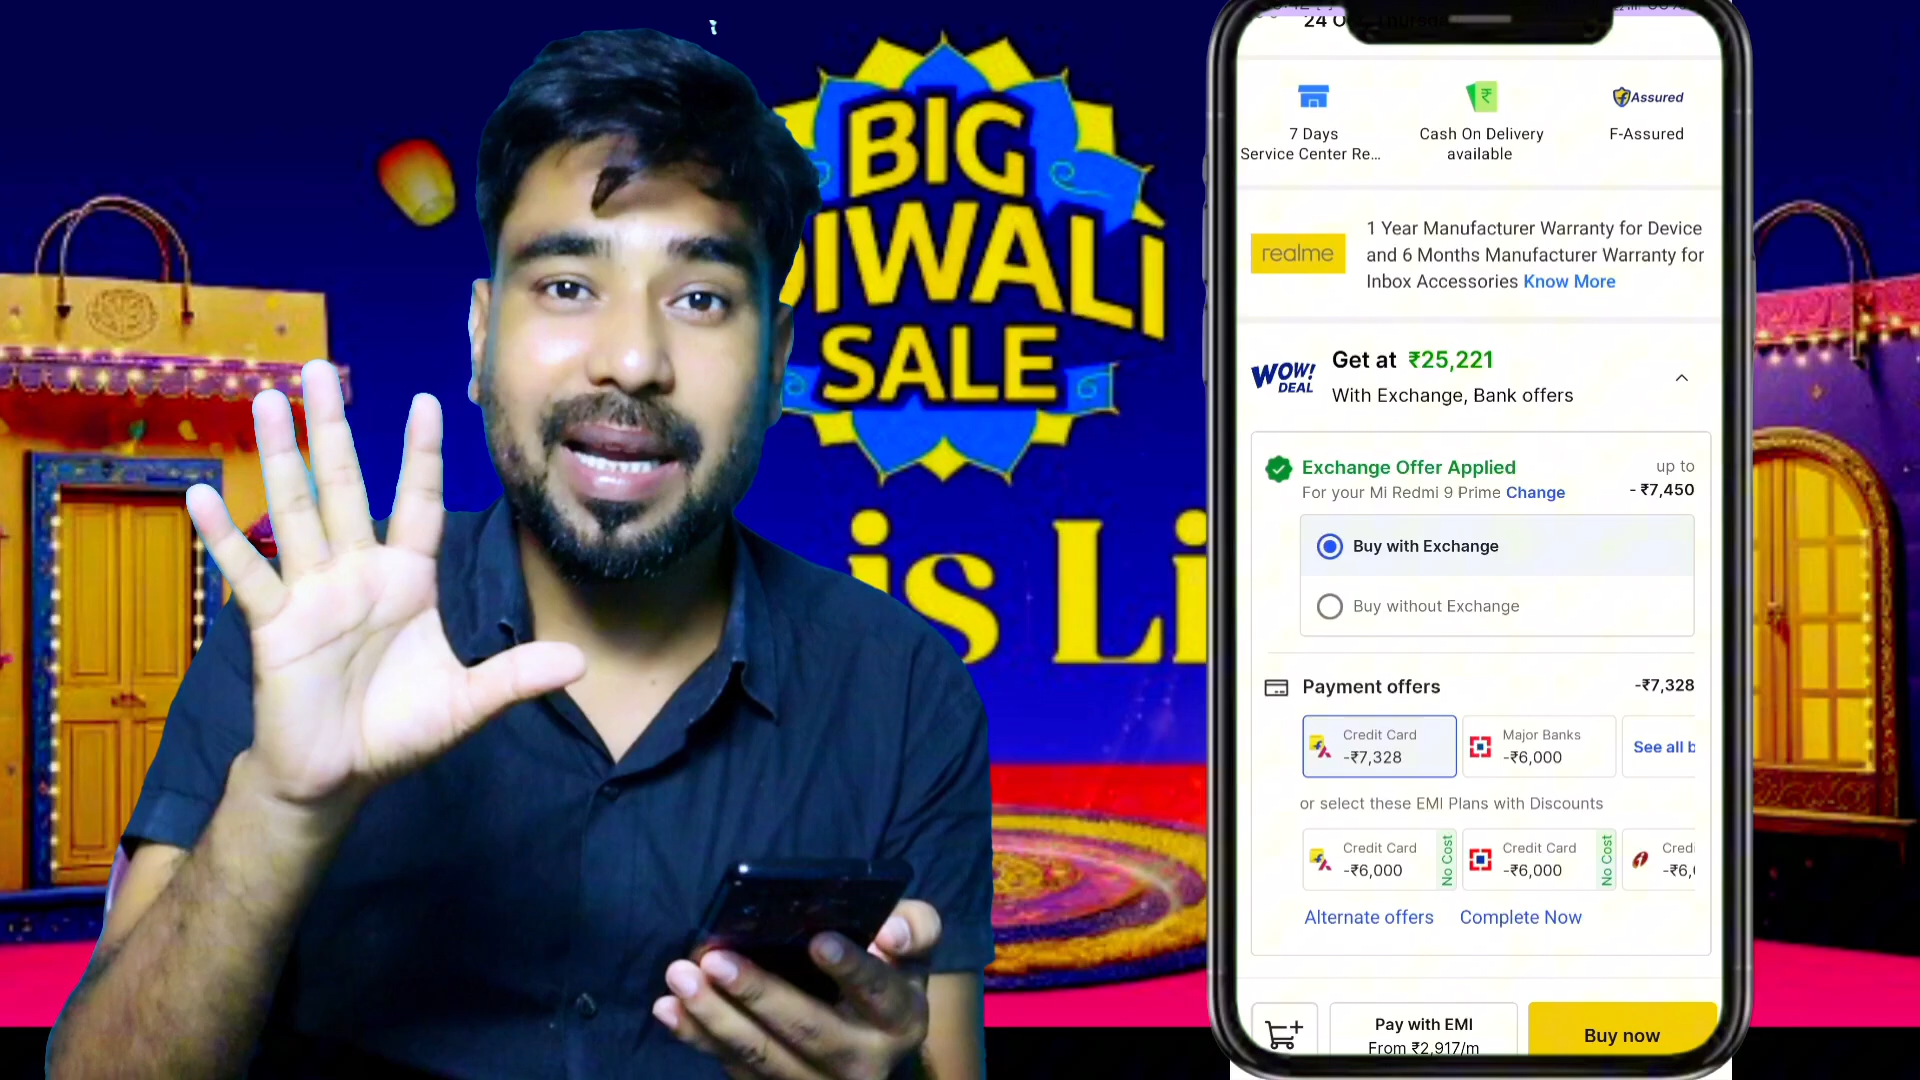 BIG
DIWALI
SALE
is Li
24 O
7 Days
Service Center Re...
Cash On Delivery
available
Assured
F-Assured
realme
1 Year Manufacturer Warranty for Device
and 6 Months Manufacturer Warranty for
Inbox Accessories Know More
WOW!
DEAL
Get at ₹25,221
With Exchange, Bank offers
Exchange Offer Applied
up to
For your Mi Redmi 9 Prime Change
- ₹7,450
Buy with Exchange
Buy without Exchange
Payment offers
-₹7,328
Credit Card
-₹7,328
Major Banks
-₹6,000
See all b
or select these EMI Plans with Discounts
Credit Card
-₹6,000
No Cost
Credit Card
-₹6,000
No Cost
Credi
-₹6,0
Alternate offers
Complete Now
Pay with EMI
From ₹2,917/m
Buy now